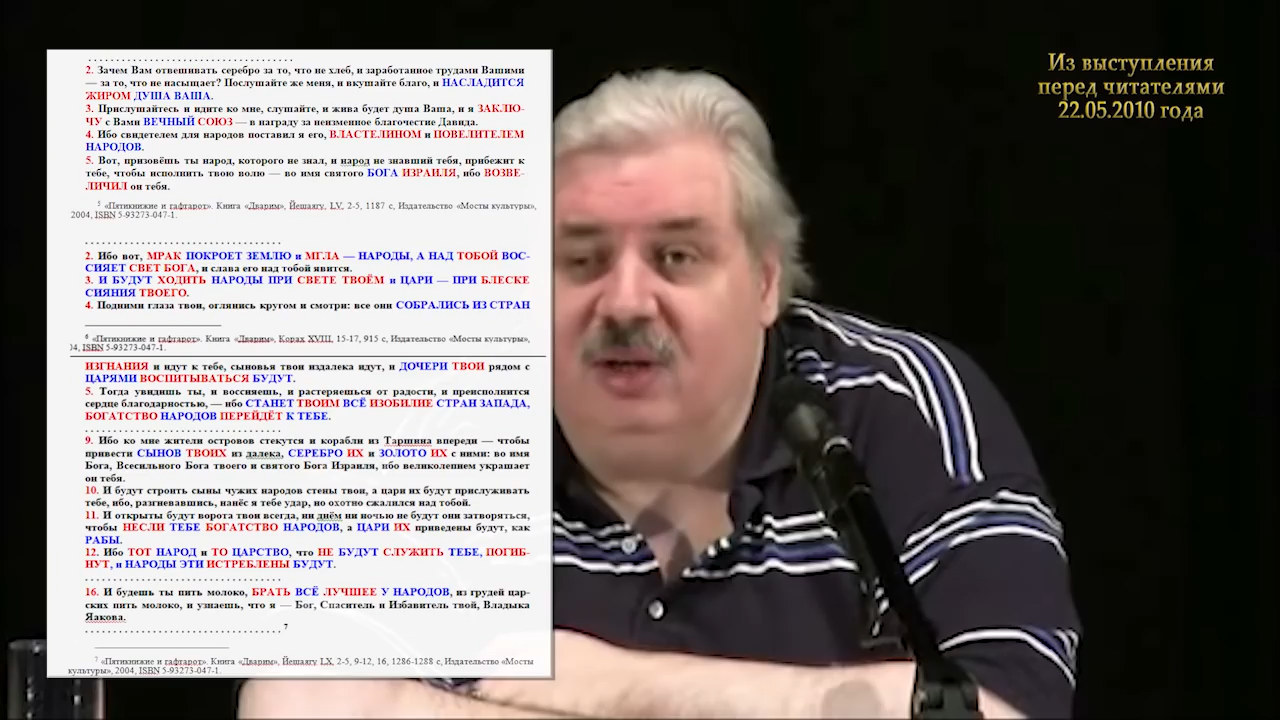 2. Зачем Вам отвешивать серебро за то, что не хлеб, и заработанное трудами Вашими
— за то, что не насыщает? Послушайте же меня, и вкушайте благо, и НАСЛАДИТСЯ
ЖИРОМ ДУША ВАША.
3. Прислушайтесь и идите ко мне, слушайте, и жива будет душа Ваша, и я ЗАКЛЮ-
ЧУ с Вами ВЕЧНЫЙ СОЮЗ — в награду за неизменное благочестие Давида.
4. Ибо свидетелем для народов поставил я его, ВЛАСТЕЛИНОМ и ПОВЕЛИТЕЛЕМ
НАРОДОВ.
5. Вот, призовёшь ты народ, которого не знал, и народ не знавший тебя, прибежит к
тебе, чтобы исполнить твою волю — во имя святого БОГА ИЗРАИЛЯ, ибо ВОЗВЕ-
ЛИЧИЛ он тебя.
5 «Пятикнижие и гафтарот». Книга «Дварим», Йешаягу, LV, 2-5, 1187 с, Издательство «Мосты культуры»,
2004, ISBN 5-93273-047-1.
2. Ибо вот, МРАК ПОКРОЕТ ЗЕМЛЮ и МГЛА — НАРОДЫ, А НАД ТОБОЙ ВОС-
СИЯЕТ СВЕТ БОГА, и слава его над тобой явится.
3. И БУДУТ ХОДИТЬ НАРОДЫ ПРИ СВЕТЕ ТВОЁМ и ЦАРИ — ПРИ БЛЕСКЕ
СИЯНИЯ ТВОЕГО.
4. Подними глаза твои, оглянись кругом и смотри: все они СОБРАЛИСЬ ИЗ СТРАН
6 «Пятикнижие и гафтарот». Книга «Дварим», Корах XVIII, 15-17, 915 с, Издательство «Мосты культуры»,
04, ISBN 5-93273-047-1.
ИЗГНАНИЯ и идут к тебе, сыновья твои издалека идут, и ДОЧЕРИ ТВОИ рядом с
ЦАРЯМИ ВОСПИТЫВАТЬСЯ БУДУТ.
5. Тогда увидишь ты, и воссияешь, и растеряешься от радости, и преисполнится
сердце благодарностью, — ибо СТАНЕТ ТВОИМ ВСЁ ИЗОБИЛИЕ СТРАН ЗАПАДА,
БОГАТСТВО НАРОДОВ ПЕРЕЙДЁТ К ТЕБЕ.
9. Ибо ко мне жители островов стекутся и корабли из Таршиша впереди — чтобы
привести СЫНОВ ТВОИХ из далека, СЕРЕБРО ИХ и ЗОЛОТО ИХ с ними: во имя
Бога, Всесильного Бога твоего и святого Бога Израиля, ибо великолепием украшает
он тебя.
10. И будут строить сыны чужих народов стены твои, а цари их будут прислуживать
тебе, ибо, разгневавшись, нанёс я тебе удар, но охотно сжалился над тобой.
11. И открыты будут ворота твои всегда, ни днём ни ночью не будут они затворяться,
чтобы НЕСЛИ ТЕБЕ БОГАТСТВО НАРОДОВ, а ЦАРИ ИХ приведены будут, как
РАБЫ.
12. Ибо ТОТ НАРОД и ТО ЦАРСТВО, что НЕ БУДУТ СЛУЖИТЬ ТЕБЕ, ПОГИБ-
НУТ, и НАРОДЫ ЭТИ ИСТРЕБЛЕНЫ БУДУТ.
16. И будешь ты пить молоко, БРАТЬ ВСЁ ЛУЧШЕЕ У НАРОДОВ, из грудей цар-
ских пить молоко, и узнаешь, что я — Бог, Спаситель и Избавитель твой, Владыка
Яакова.
7
7 «Пятикнижие и гафтарот». Книга «Дварим», Йешаягу LX, 2-5, 9-12, 16, 1286-1288 с, Издательство «Мосты
культуры», 2004, ISBN 5-93273-047-1.
Из выступления
перед читателями
22.05.2010 года